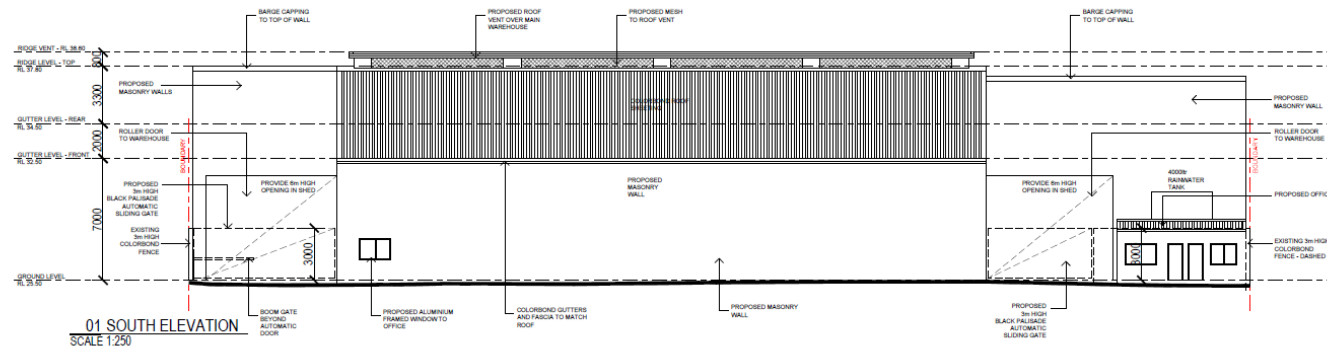 BARGE CAPPING
TO TOP OF WALL
PROPOSED ROOF
VENT OVER MAIN
WAREHOUSE
PROPOSED MESH
TO ROOF VENT
BARGE CAPPING
TO TOP OF WALL
RIDGE VENT - RL 38.60
800
RIDGE LEVEL - TOP
RL 37.80
PROPOSED
MASONRY WALLS
3300
COLORBOND ROOF
SHEETING
PROPOSED
MASONRY WALL
GUTTER LEVEL - REAR
RL 34.50
ROLLER DOOR
TO WAREHOUSE
2000
BOUNDARY
ROLLER DOOR
TO WAREHOUSE
BOUNDARY
GUTTER LEVEL - FRONT
RL 32.50
PROPOSED
3m HIGH
BLACK PALISADE
AUTOMATIC
SLIDING GATE
PROVIDE 6m HIGH
OPENING IN SHED
PROPOSED
MASONRY
WALL
PROVIDE 6m HIGH
OPENING IN SHED
4000ltr
RAINWATER
TANK
PROPOSED OFFIC
7000
EXISTING
3m HIGH
COLORBOND
FENCE
3000
3000
EXISTING 3m HIGH
COLORBOND
FENCE - DASHED
GROUND LEVEL
RL 25.50
BOOM GATE
BEYOND
AUTOMATIC
DOOR
PROPOSED ALUMINIUM
FRAMED WINDOW TO
OFFICE
COLORBOND GUTTERS
AND FASCIA TO MATCH
ROOF
PROPOSED MASONRY
WALL
PROPOSED
3m HIGH
BLACK PALISADE
AUTOMATIC
SLIDING GATE
01 SOUTH ELEVATION
SCALE 1:250